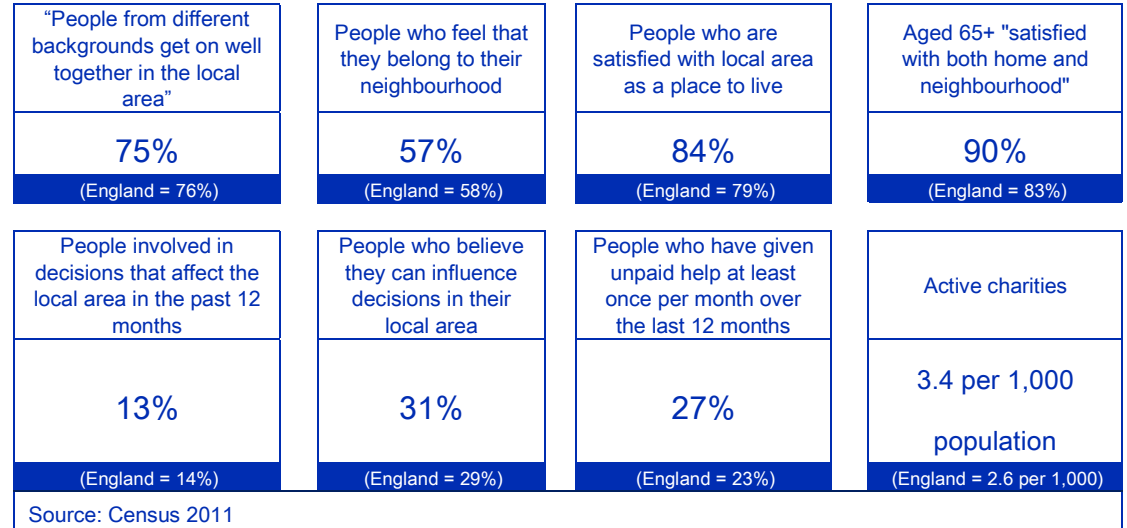 “People from different
backgrounds get on well
together in the local
area”
75%
(England = 76%)
People who feel that
they belong to their
neighbourhood
57%
(England = 58%)
People who are
satisfied with local area
as a place to live
84%
(England = 79%)
Aged 65+ "satisfied
with both home and
neighbourhood"
90%
(England = 83%)
People involved in
decisions that affect the
local area in the past 12
months
13%
(England = 14%)
People who believe
they can influence
decisions in their
local area
31%
(England = 29%)
People who have given
unpaid help at least
once per month over
the last 12 months
27%
(England = 23%)
Active charities
3.4 per 1,000
population
(England = 2.6 per 1,000)
Source: Census 2011